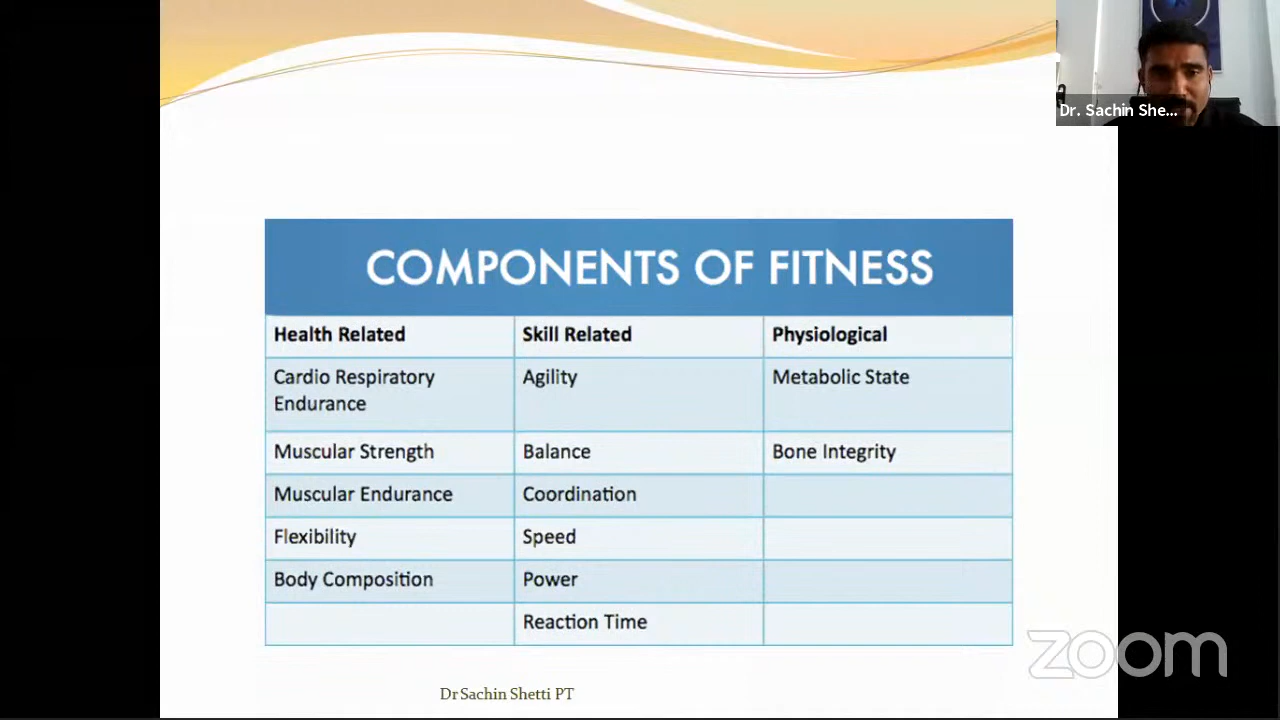 Dr. Sachin She...
COMPONENTS OF FITNESS
Health Related
Skill Related
Physiological
Cardio Respiratory
Endurance
Agility
Metabolic State
Muscular Strength
Balance
Bone Integrity
Muscular Endurance
Coordination
Flexibility
Speed
Body Composition
Power
Reaction Time
zoom
Dr Sachin Shetti PT